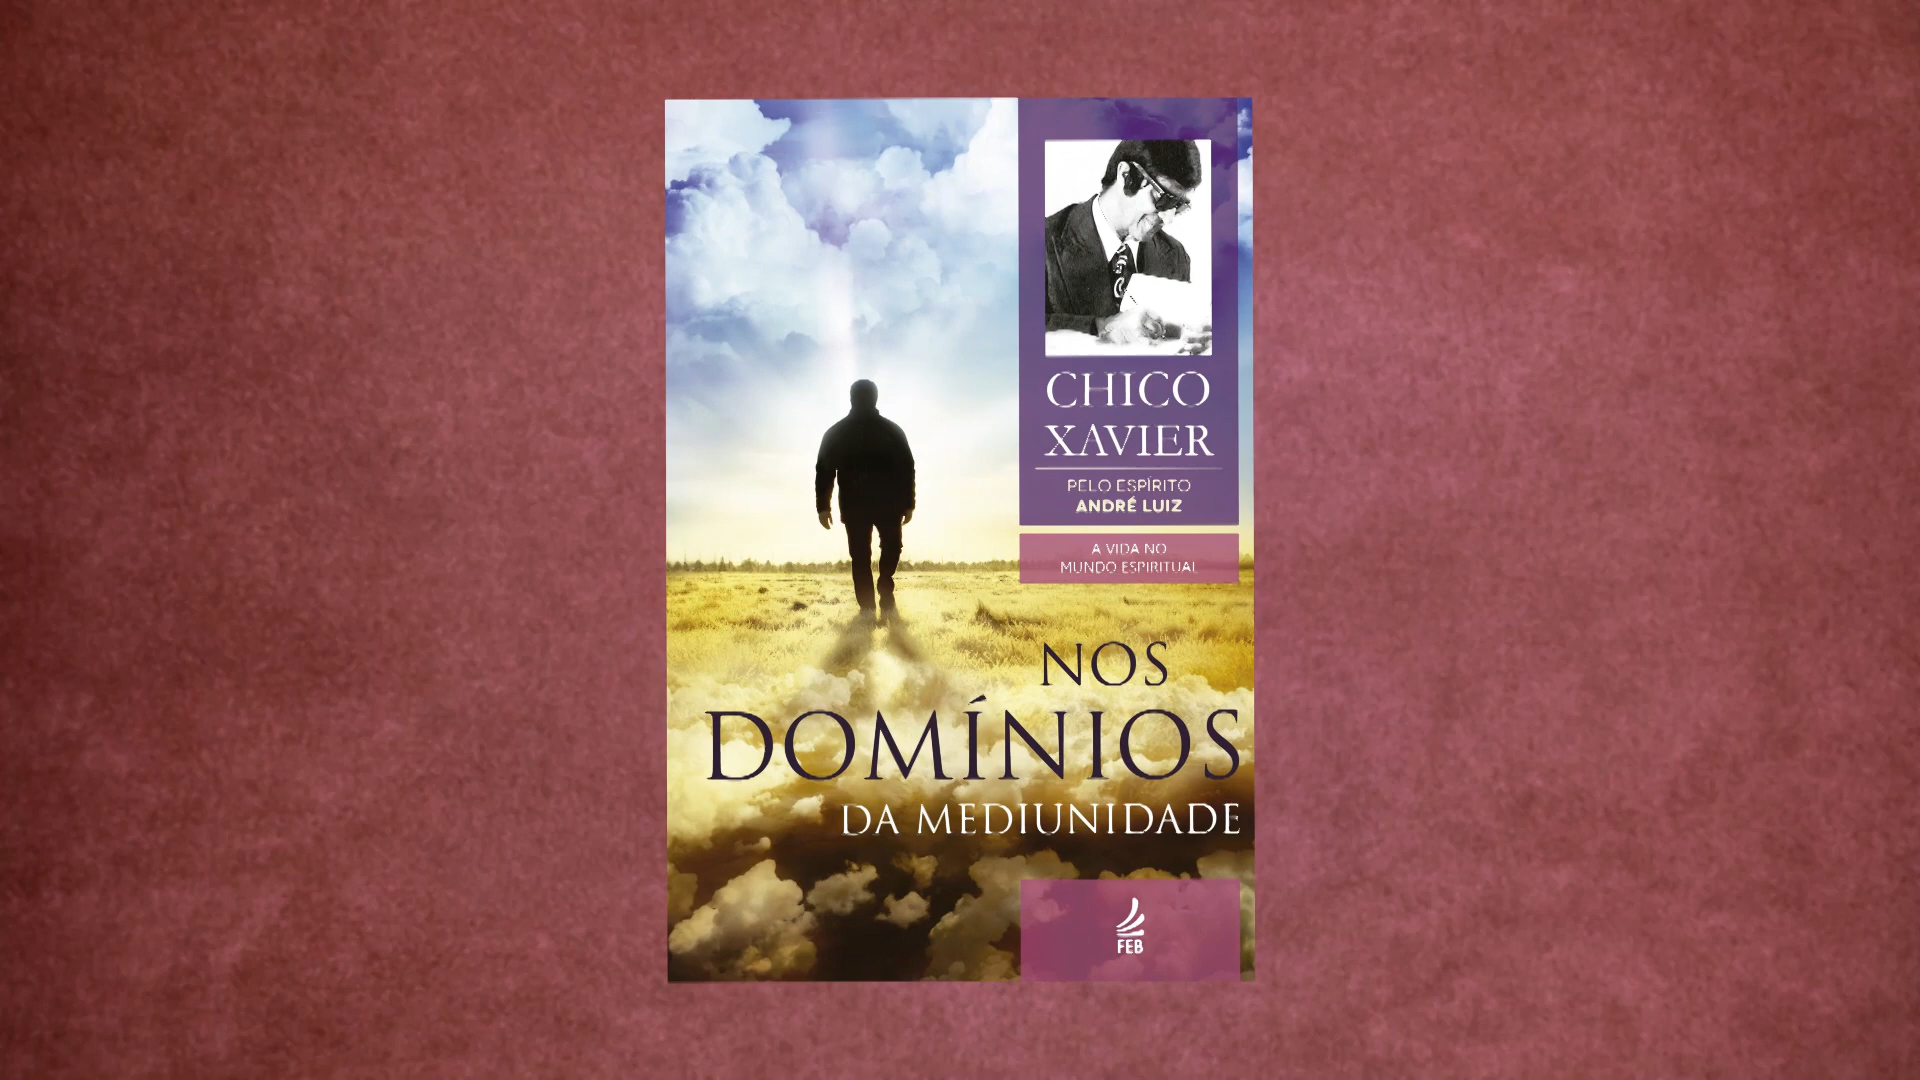 CHICO
XAVIER
PELO ESPÍRITO
ANDRÉ LUIZ
A VIDA NO
MUNDO ESPIRITUAL
NOS
DOMÍNIOS
DA MEDIUNIDADE
FEB